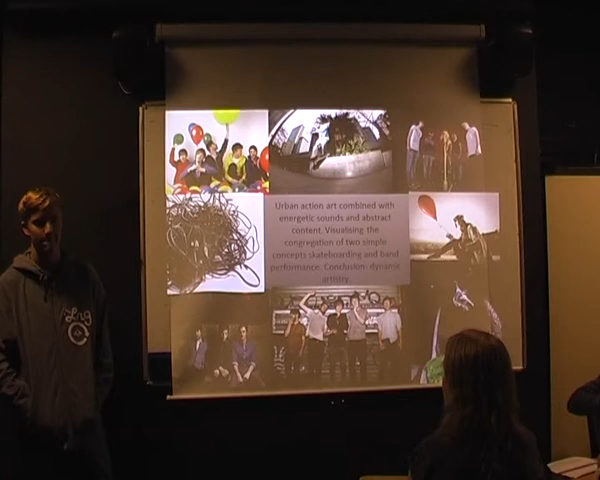 Urban action art combined with
energetic sounds and abstract
content. Visualising the
congregation of two simple
concepts skateboarding and band
performance. Conclusion- dynamic
artistry
Lrg